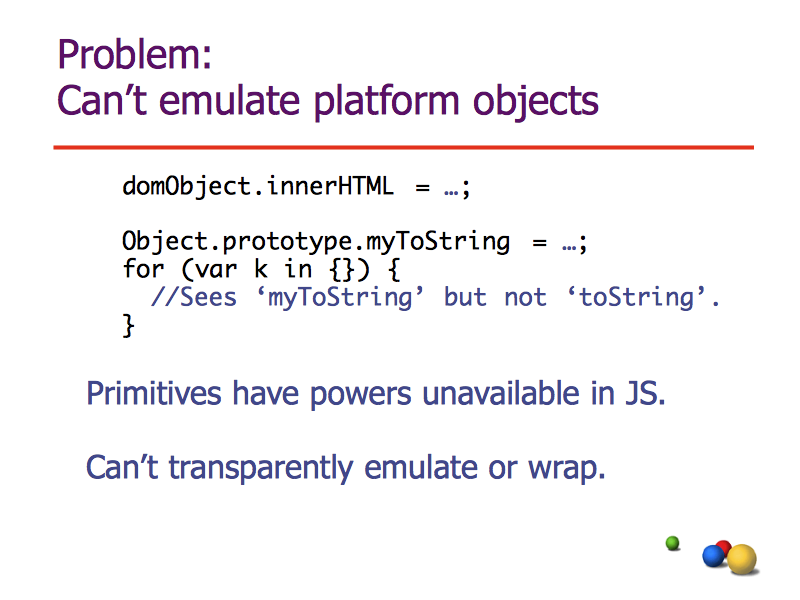 Problem:
Can’t emulate platform objects
domObject.innerHTML = …;
Object.prototype.myToString = …;
for (var k in {}) {
//Sees ‘myToString’ but not ‘toString’.
}
Primitives have powers unavailable in JS.
Can’t transparently emulate or wrap.